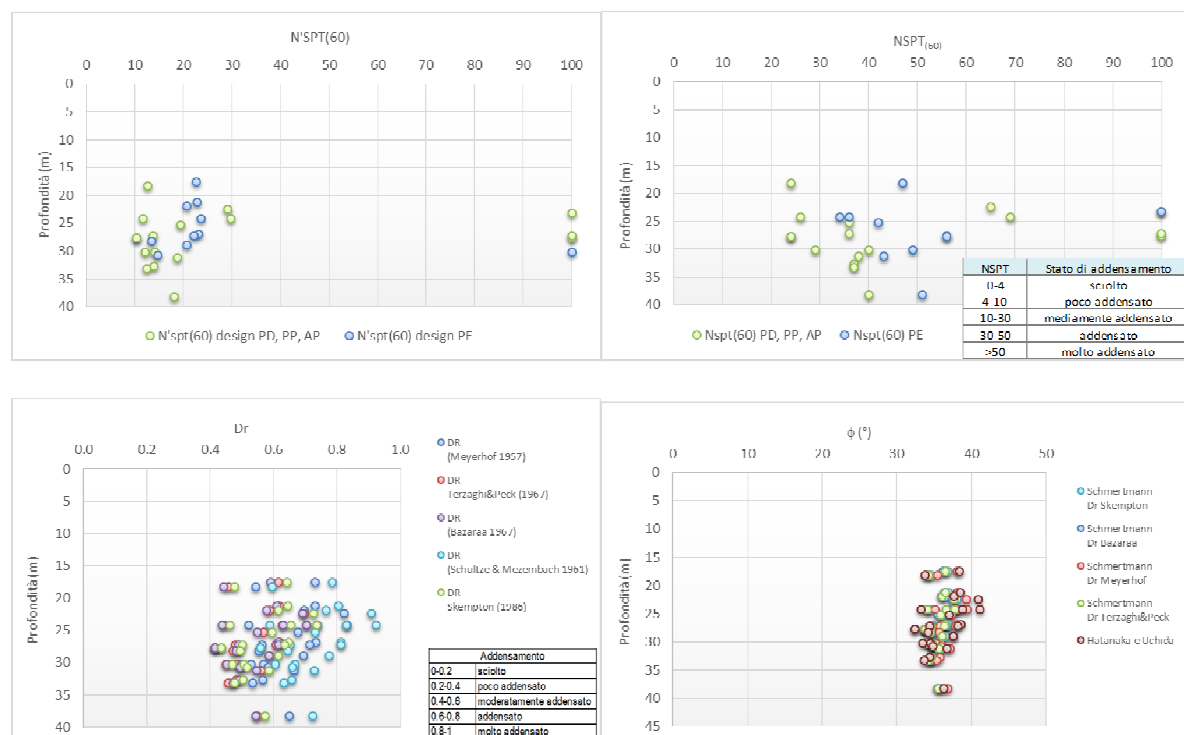 N'SPT(60)
0 10 20 30 40 50 60 70 80 90 100
0
5
10
15
20
25
30
35
40
Profondità (m)
N'spt(60) design PD, PP, AP N'spt(60) design PE
NSPT(60)
0 10 20 30 40 50 60 70 80 90 100
0
5
10
15
20
25
30
35
40
Profondità (m)
Nspt(60) PD, PP, AP Nspt(60) PE
NSPT Stato di addensamento
0-4 sciolto
4-10 poco addensato
10-30 mediamente addensato
30-50 addensato
>50 molto addensato
Dr
0.0 0.2 0.4 0.6 0.8 1.0
0
5
10
15
20
25
30
35
40
Profondità (m)
DR
(Meyerhof 1957)
DR
Terzaghi&Peck (1967)
DR
(Bazaraa 1967)
DR
(Schultze & Mezembach 1961)
DR
Skempton (1986)
Addensamento
0-0.2 sciolto
0.2-0.4 poco addensato
0.4-0.6 moderatamente addensato
0.6-0.8 addensato
0.8-1 molto addensato
ϕ (°)
0 10 20 30 40 50
0
5
10
15
20
25
30
35
40
45
Profondità (m)
Schmertmann
Dr Skempton
Schmertmann
Dr Bazaraa
Schmertmann
Dr Meyerhof
Schmertmann
Dr Terzaghi&Peck
Hatanaka e Uchida